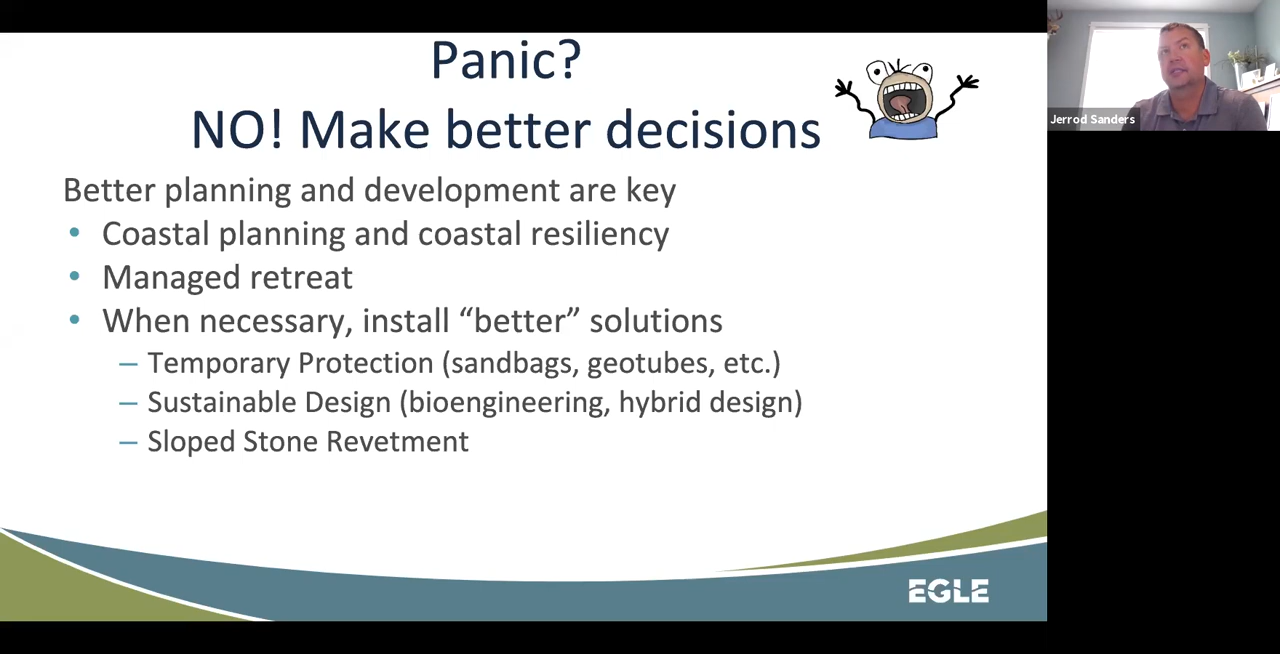 Panic?
NO! Make better decisions
Better planning and development are key
• Coastal planning and coastal resiliency
• Managed retreat
• When necessary, install “better” solutions
– Temporary Protection (sandbags, geotubes, etc.)
– Sustainable Design (bioengineering, hybrid design)
– Sloped Stone Revetment
EGLE
Jerrod Sanders